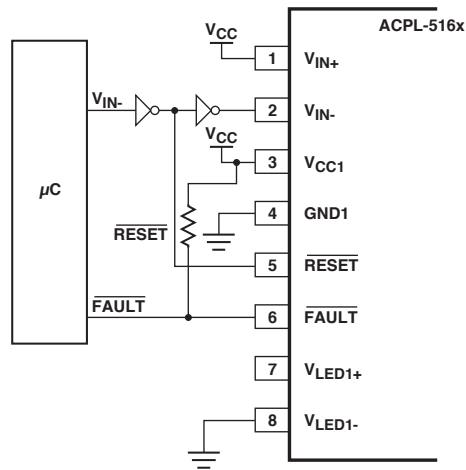 ACPL-516x
VCC
1 VIN+
VIN-
2 VIN-
VCC
3 VCC1
µC
4 GND1
RESET
5 RESET
FAULT
6 FAULT
7 VLED1+
8 VLED1-